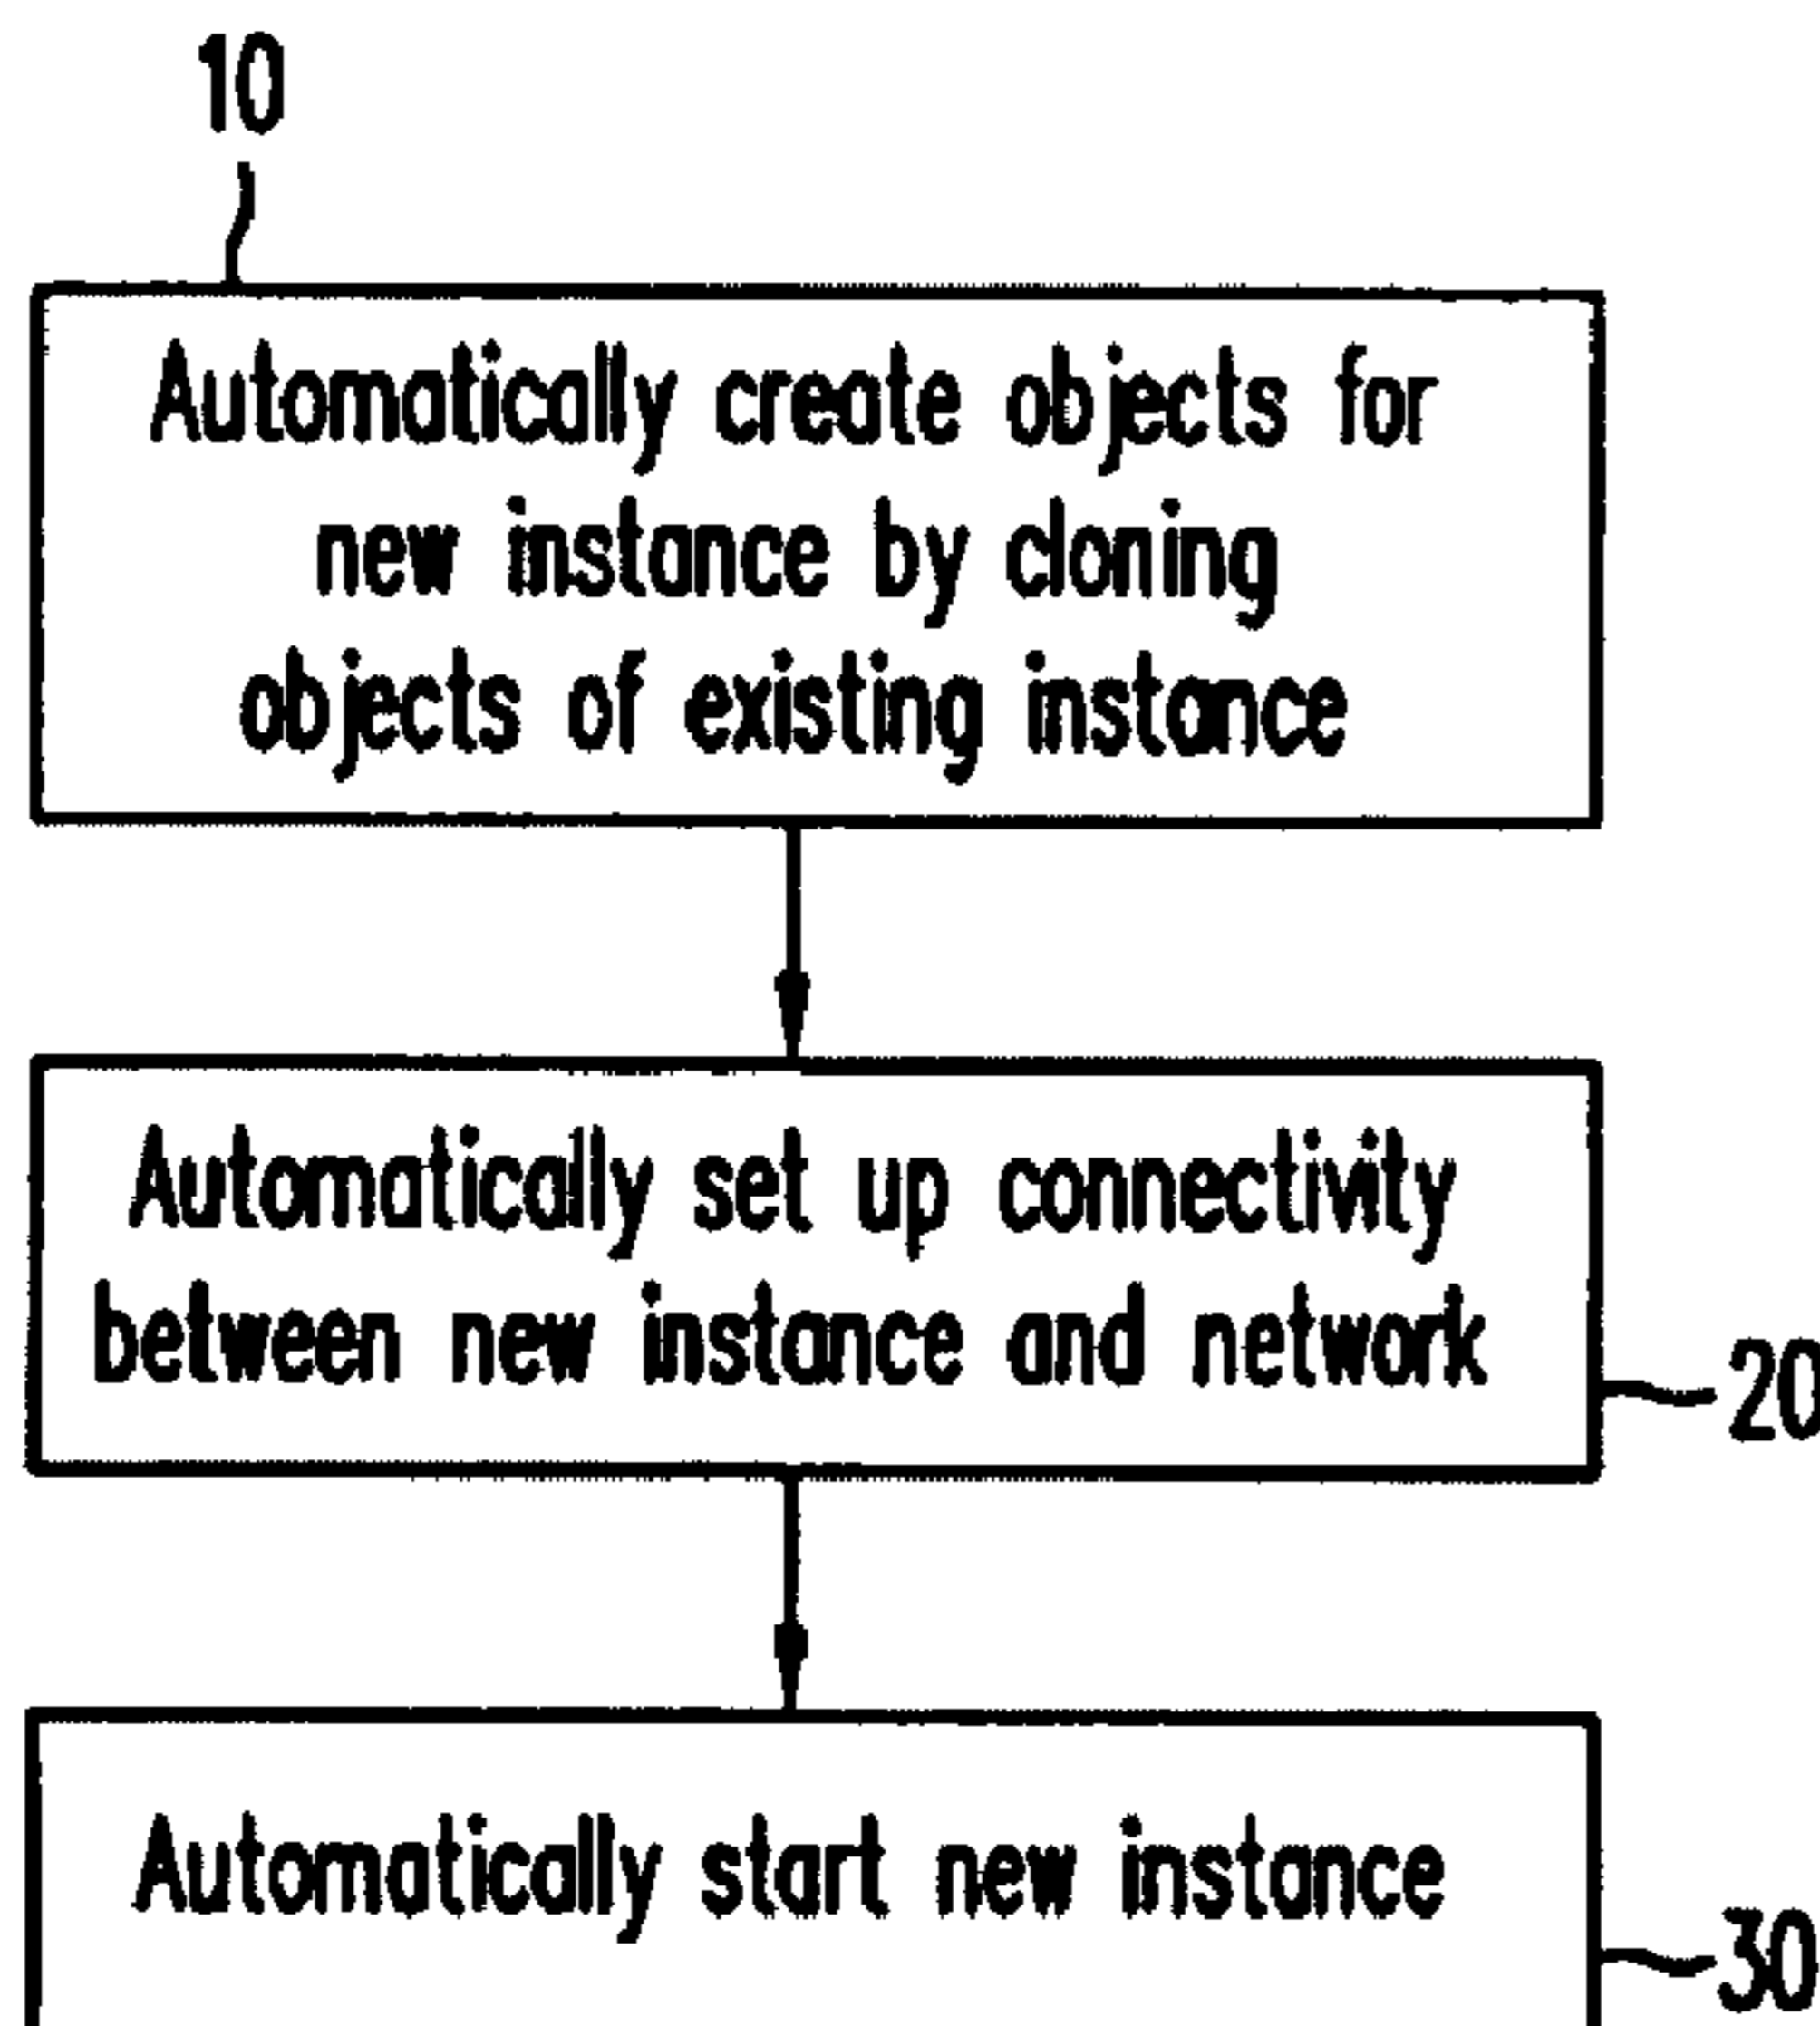 10
Automatically create objects for
new instance by cloning
objects of existing instance
Automatically set up connectivity
between new instance and network
20
Automatically start new instance
30